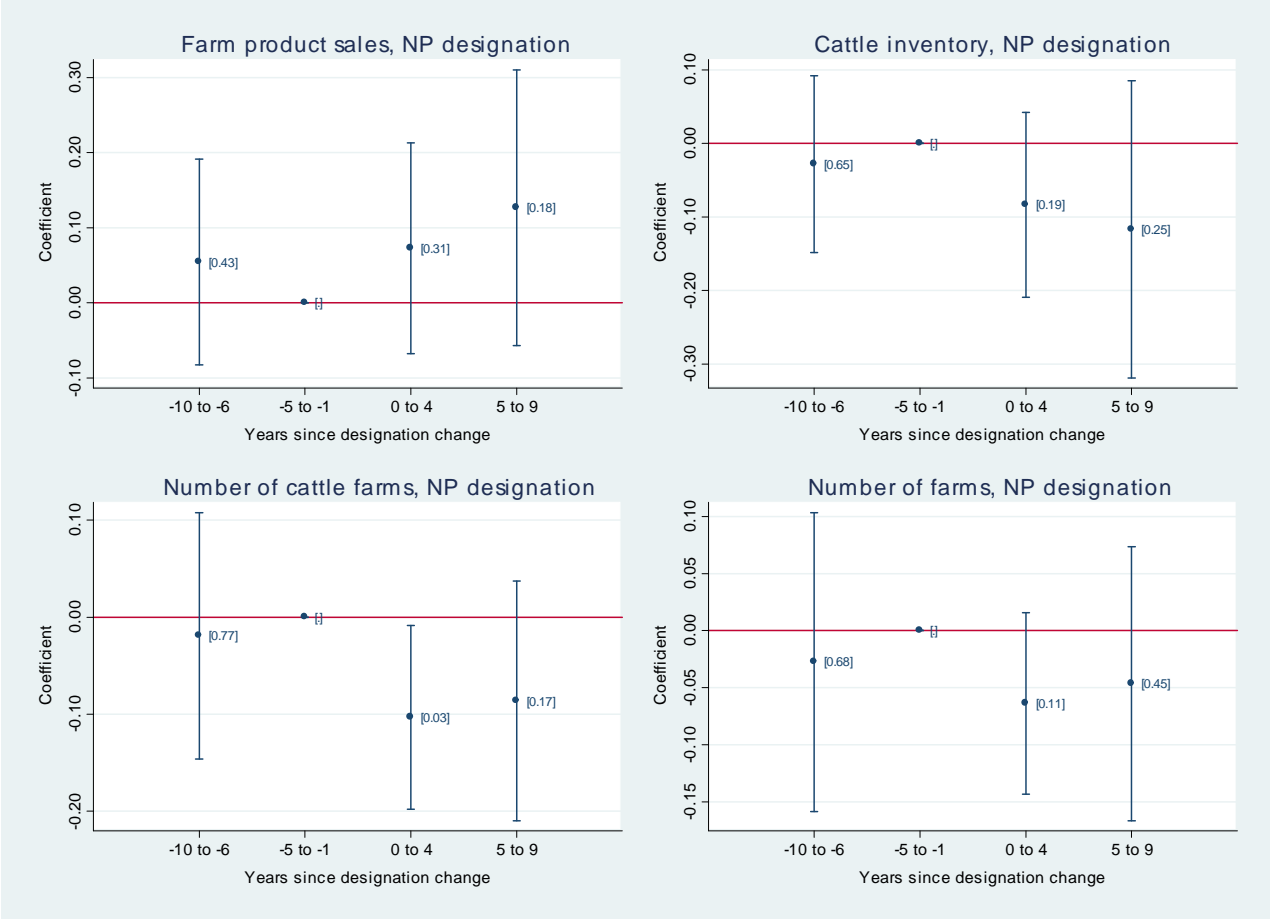 Farm product sales, NP designation
Coefficient
0.30
0.20
0.10
0.00
-0.10
[0.43]
[.]
[0.31]
[0.18]
-10 to -6
-5 to -1
0 to 4
5 to 9
Years since designation change
Cattle inventory, NP designation
Coefficient
0.10
0.00
-0.10
-0.20
-0.30
[0.65]
[.]
[0.19]
[0.25]
-10 to -6
-5 to -1
0 to 4
5 to 9
Years since designation change
Number of cattle farms, NP designation
Coefficient
0.10
0.00
-0.10
-0.20
[0.77]
[.]
[0.03]
[0.17]
-10 to -6
-5 to -1
0 to 4
5 to 9
Years since designation change
Number of farms, NP designation
Coefficient
0.10
0.05
0.00
-0.05
-0.10
-0.15
[0.68]
[.]
[0.11]
[0.45]
-10 to -6
-5 to -1
0 to 4
5 to 9
Years since designation change